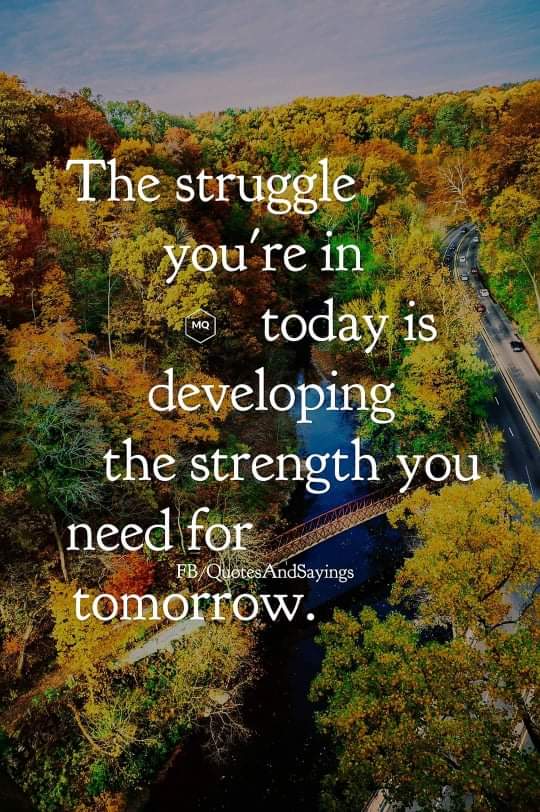 The struggle
you're in
MQ today is
developing
the strength you
need for
FB/QuotesAndSayings
tomorrow.